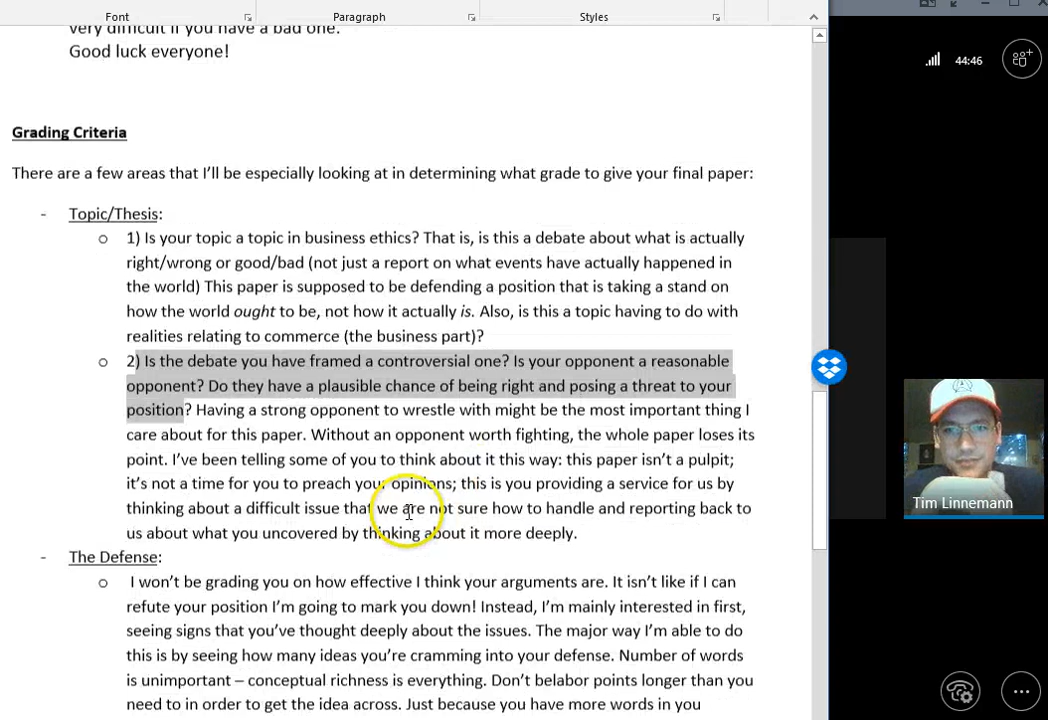 Font
Paragraph
Styles
very difficult if you have a bad one.
Good luck everyone!
44:46
Grading Criteria
There are a few areas that I'll be especially looking at in determining what grade to give your final paper:
- Topic/Thesis:
o 1) Is your topic a topic in business ethics? That is, is this a debate about what is actually
right/wrong or good/bad (not just a report on what events have actually happened in
the world) This paper is supposed to be defending a position that is taking a stand on
how the world ought to be, not how it actually is. Also, is this a topic having to do with
realities relating to commerce (the business part)?
o 2) Is the debate you have framed a controversial one? Is your opponent a reasonable
opponent? Do they have a plausible chance of being right and posing a threat to your
position? Having a strong opponent to wrestle with might be the most important thing I
care about for this paper. Without an opponent worth fighting, the whole paper loses its
point. I've been telling some of you to think about it this way: this paper isn't a pulpit;
it's not a time for you to preach your opinions; this is you providing a service for us by
thinking about a difficult issue that we are not sure how to handle and reporting back to
us about what you uncovered by thinking about it more deeply.
Tim Linnemann
- The Defense:
o I won't be grading you on how effective I think your arguments are. It isn't like if I can
refute your position I'm going to mark you down! Instead, I'm mainly interested in first,
seeing signs that you've thought deeply about the issues. The major way I'm able to do
this is by seeing how many ideas you're cramming into your defense. Number of words
is unimportant – conceptual richness is everything. Don't belabor points longer than you
need to in order to get the idea across. Just because you have more words in you